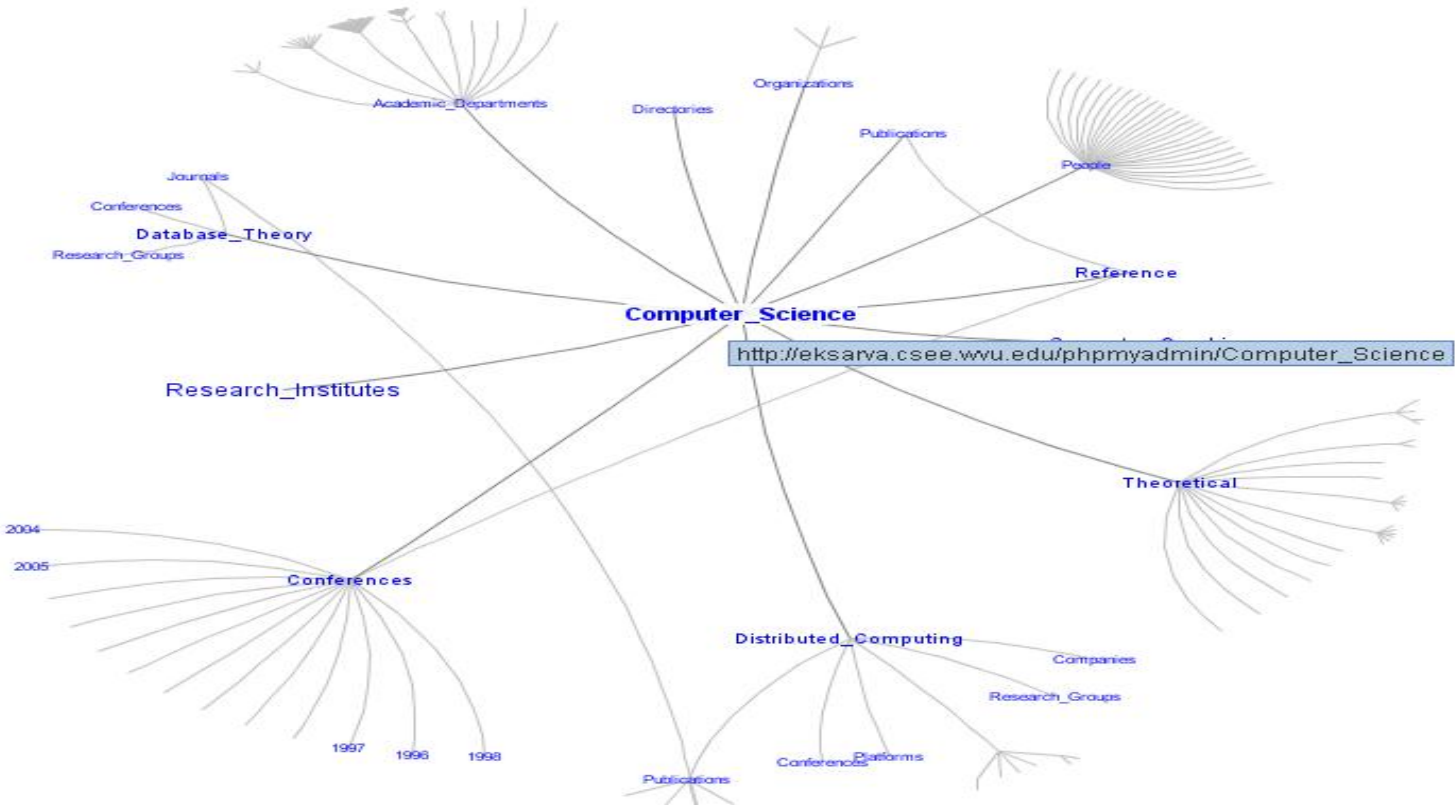 Organizations
Academic_Departments
Directories
Publications
People
Journals
Conferences
Database_Theory
Research_Groups
Reference
Computer_Science
http://eksarva.csee.wvu.edu/phpmyadmin/Computer_Science
Research_Institutes
Theoretical
2004
2005
Conferences
Distributed_Computing
Companies
Research_Groups
1997
1996
1998
Conferences
Platforms
Publications